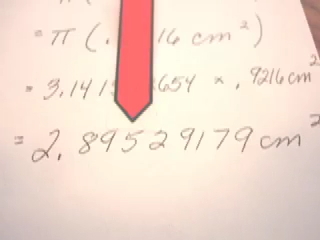 = π ( . 16 cm²)
= 3.141 654 × .9216 cm²
= 2.89529179 cm²